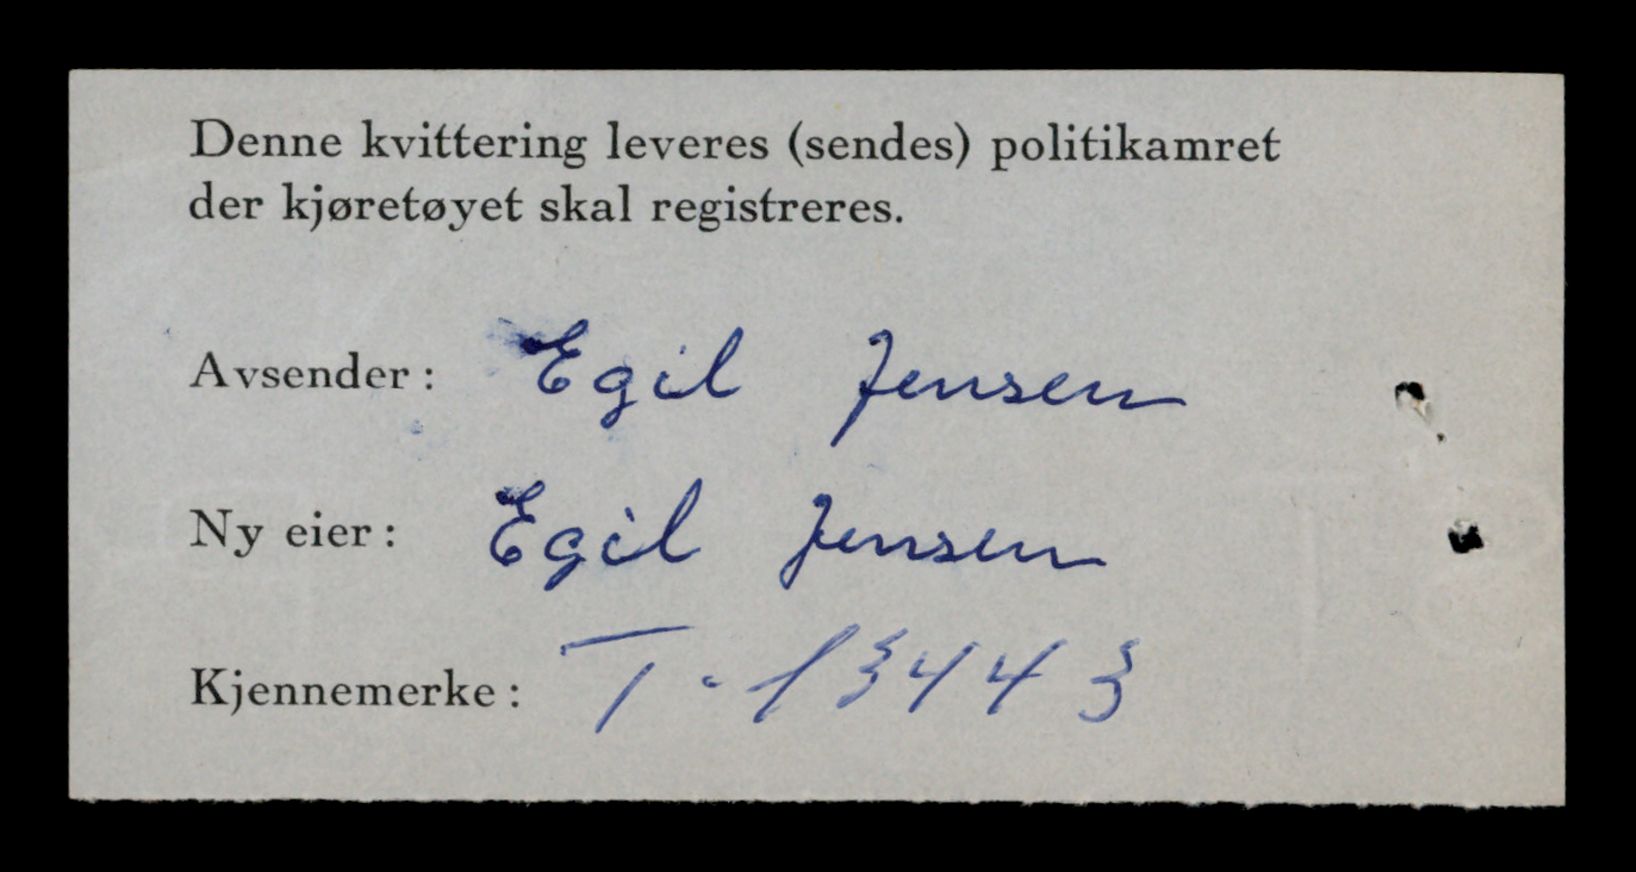 Denne kvittering leveres (sendes) politikamret
der kjøretøyet skal registreres.
Avsender: Egil Jensen
Ny eier: Egil Jensen
Kjennemerke: T-13443